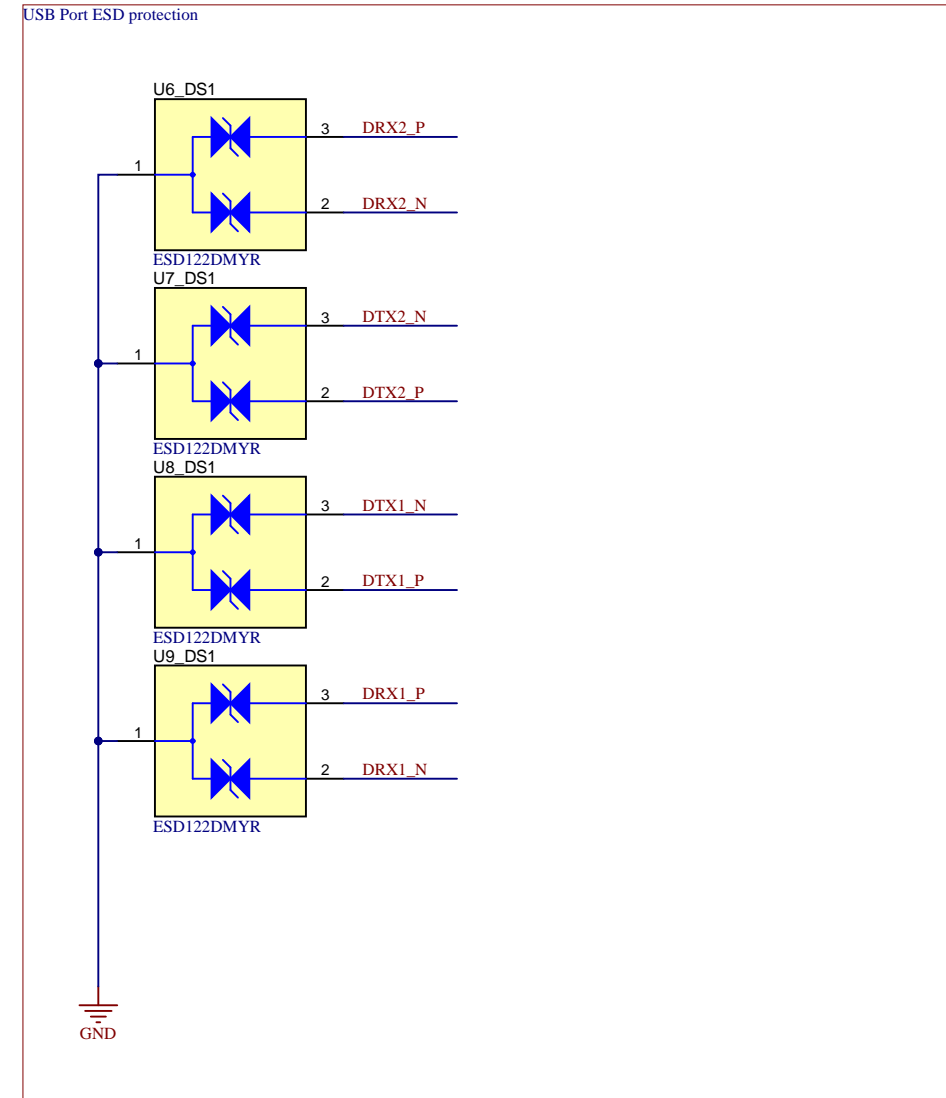 USB Port ESD protection
U6_DS1
3 DRX2_P
1
2 DRX2_N
ESD122DMYR
U7_DS1
3 DTX2_N
1
2 DTX2_P
ESD122DMYR
U8_DS1
3 DTX1_N
1
2 DTX1_P
ESD122DMYR
U9_DS1
3 DRX1_P
1
2 DRX1_N
ESD122DMYR
GND